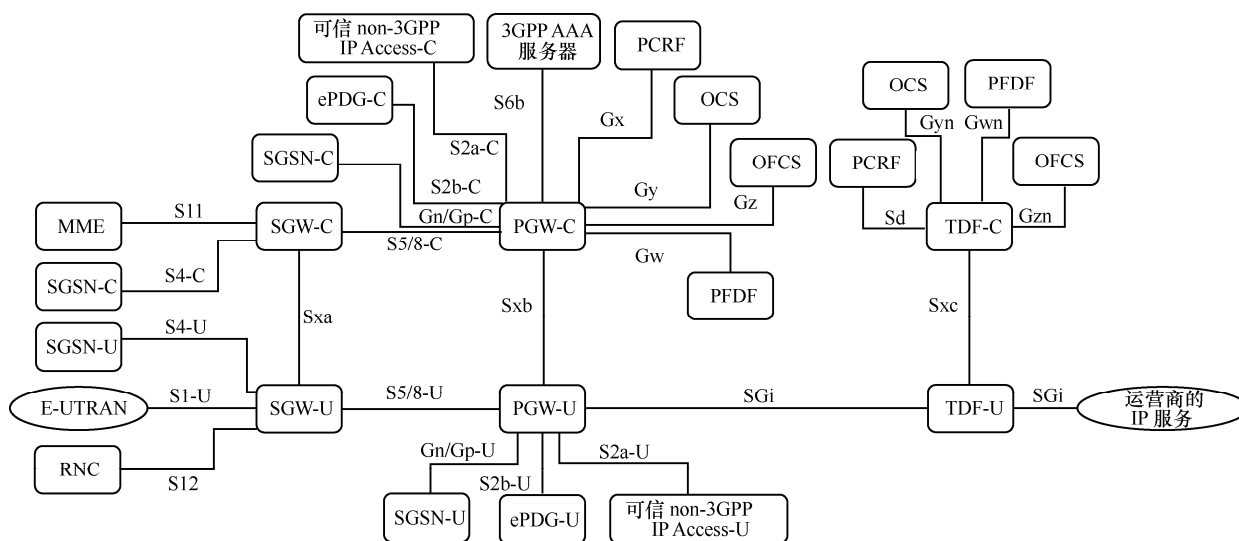 可信 non-3GPP
IP Access-C
3GPP AAA
服务器
PCRF
OCS
PFDF
ePDG-C
S6b
Gx
OCS
Gyn
Gwn
SGSN-C
S2a-C
OFCS
PCRF
OFCS
S2b-C
Gy
Gz
Gn/Gp-C
Sd
Gzn
MME
S11
SGW-C
S5/8-C
PGW-C
TDF-C
Gw
SGSN-C
S4-C
PFDF
Sxa
Sxb
Sxc
SGSN-U
S4-U
E-UTRAN
S1-U
SGW-U
S5/8-U
PGW-U
SGi
TDF-U
SGi
运营商的
IP 服务
RNC
S12
Gn/Gp-U
S2b-U
S2a-U
SGSN-U
ePDG-U
可信 non-3GPP
IP Access-U